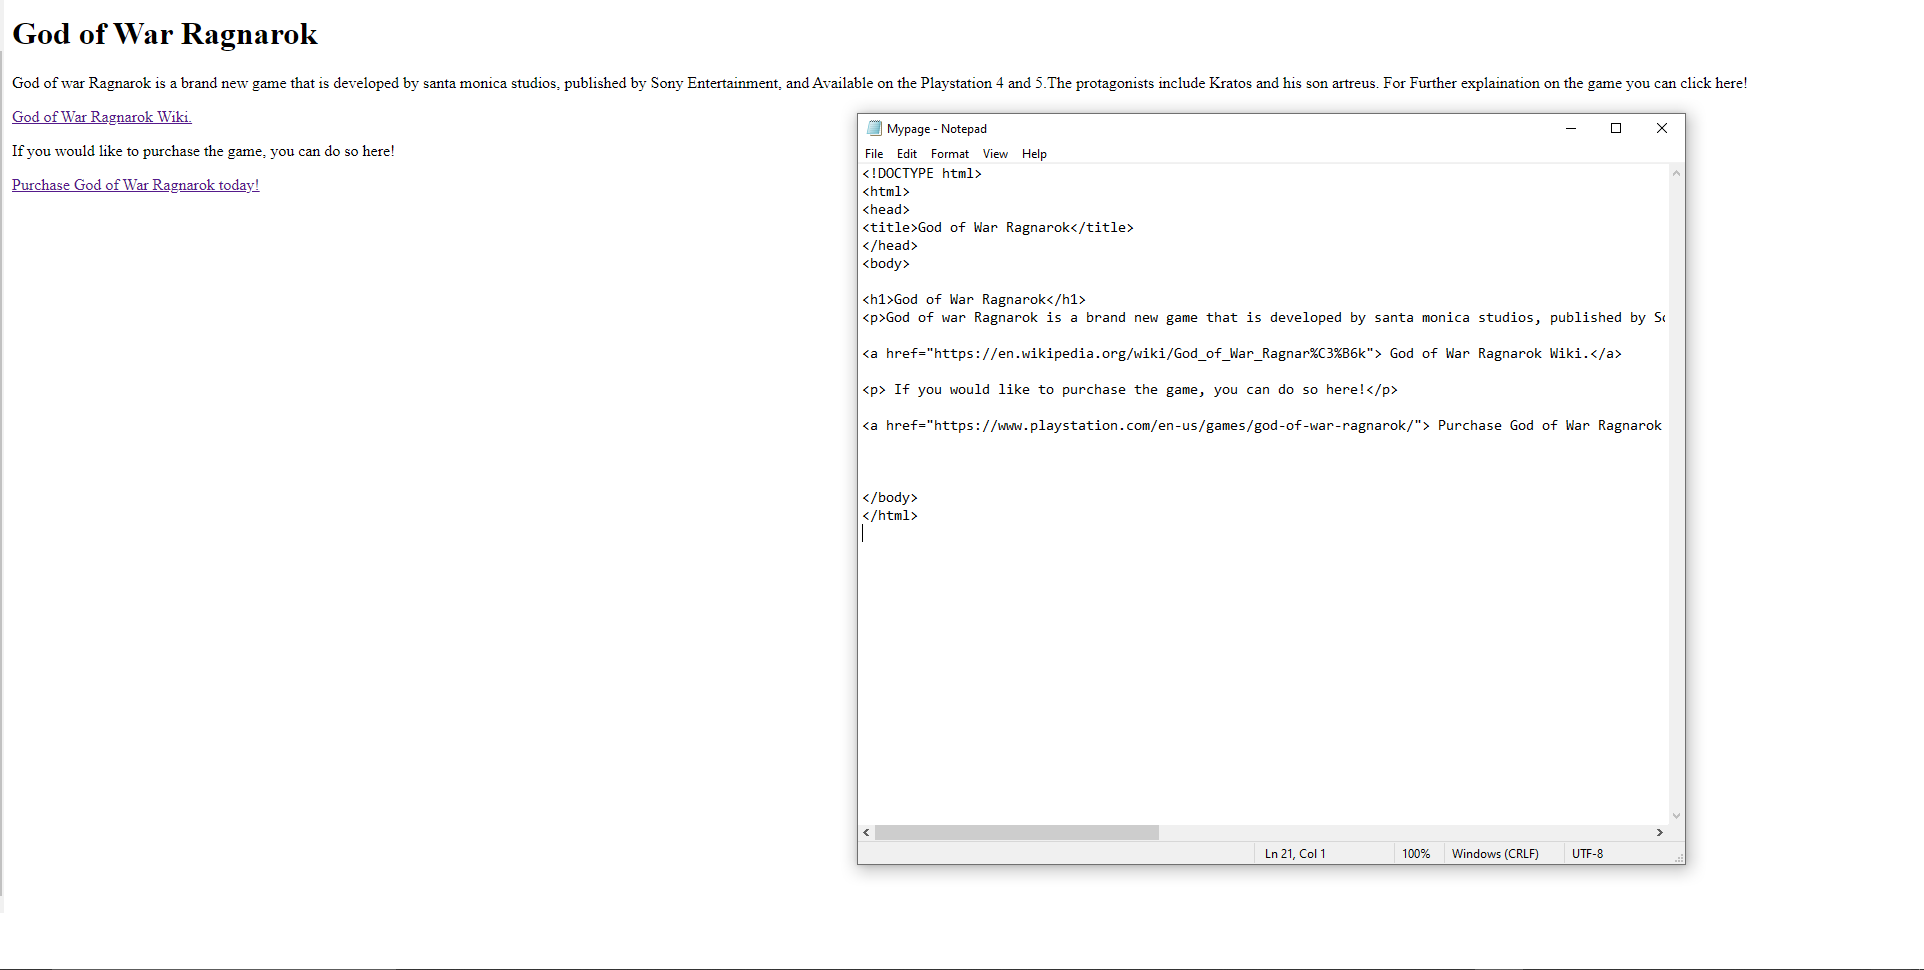 God of War Ragnarok
God of war Ragnarok is a brand new game that is developed by santa monica studios, published by Sony Entertainment, and Available on the Playstation 4 and 5.The protagonists include Kratos and his son artreus. For Further explaination on the game you can click here!
God of War Ragnarok Wiki.
If you would like to purchase the game, you can do so here!
Purchase God of War Ragnarok today!
Mypage - Notepad
File Edit Format View Help
<!DOCTYPE html>
<html>
<head>
<title>God of War Ragnarok</title>
</head>
<body>
<h1>God of War Ragnarok</h1>
<p>God of war Ragnarok is a brand new game that is developed by santa monica studios, published by
<a href="https://en.wikipedia.org/wiki/God_of_War_Ragnar%C3%B6k"> God of War Ragnarok Wiki.</a>
<p> If you would like to purchase the game, you can do so here!</p>
<a href="https://www.playstation.com/en-us/games/god-of-war-ragnarok/"> Purchase God of War Ragnarok
</body>
</html>
Ln 21, Col 1 100% Windows (CRLF) UTF-8